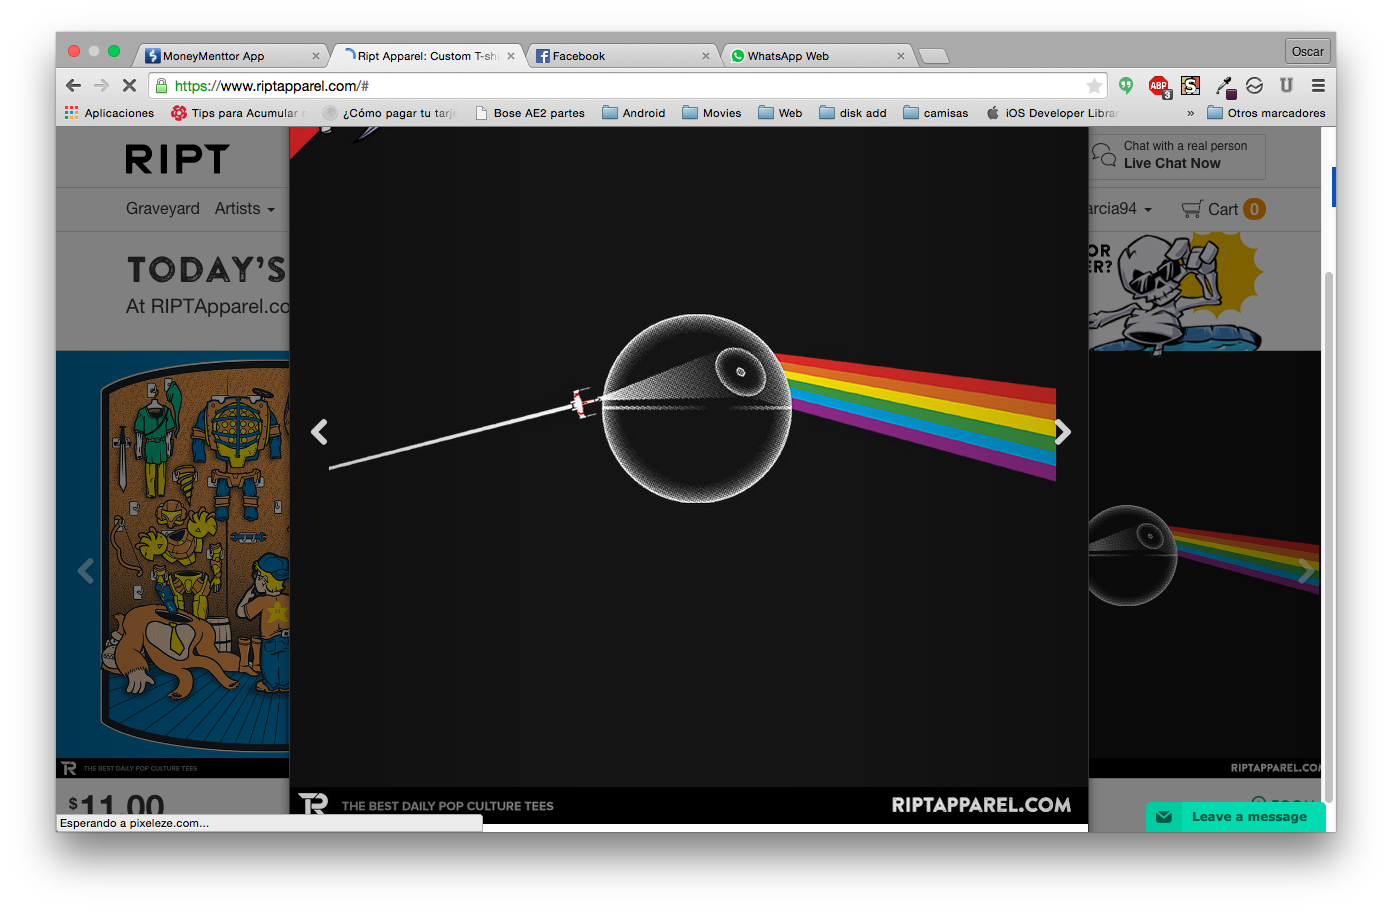 MoneyMenttor App
Ript Apparel: Custom T-shi
Facebook
WhatsApp Web
Oscar
https://www.riptapparel.com/#
ABP
3
S
Aplicaciones
Tips para Acumular
¿Cómo pagar tu tarj
Bose AE2 partes
Android
Movies
Web
disk add
camisas
iOS Developer Librar
»
Otros marcadores
RIPT
Chat with a real person
Live Chat Now
Graveyard
Artists
arcia94
Cart
0
TODAY'S
At RIPTApparel.co
OR
ER?
THE BEST DAILY POP CULTURE TEES
RIPTAPPAREL.COM
$11.00
THE BEST DAILY POP CULTURE TEES
RIPTAPPAREL.COM
Leave a message
Esperando a pixeleze.com...